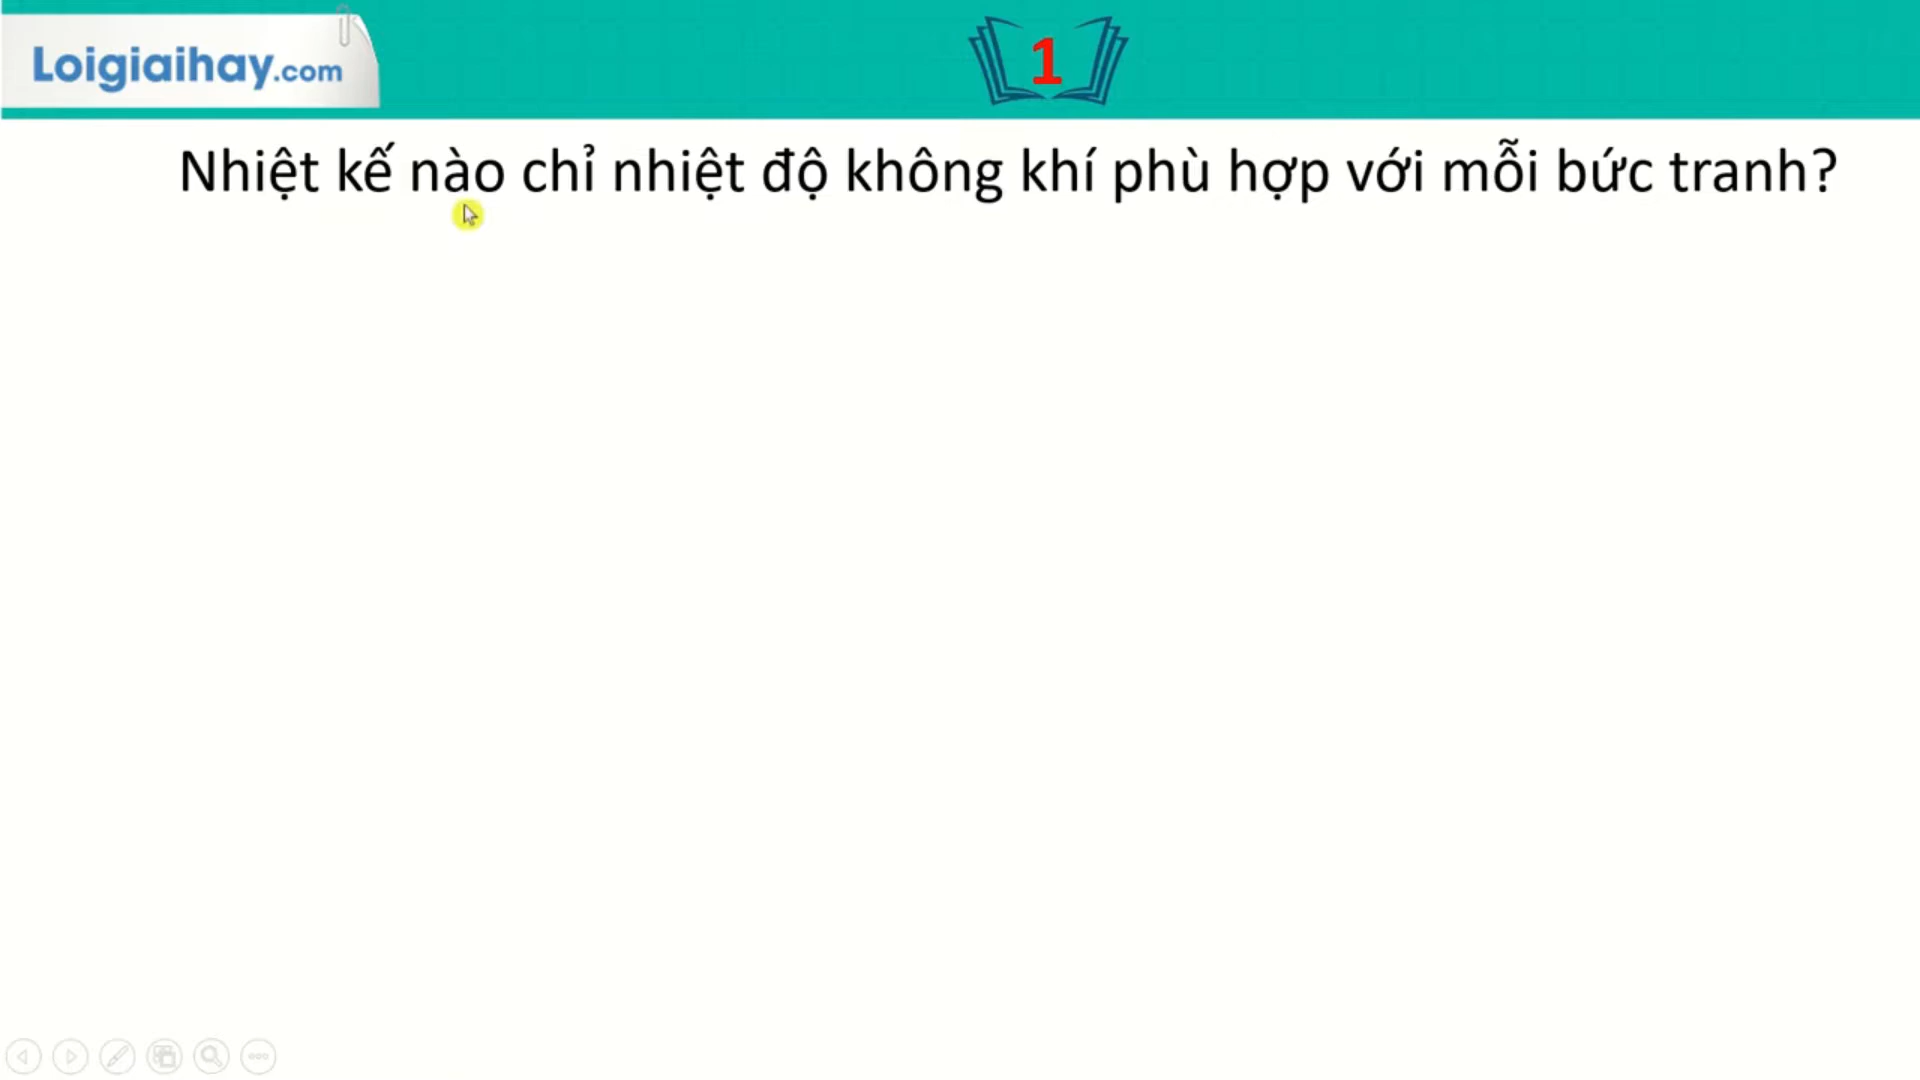 Loigiaihay.com
1
Nhiệt kế nào chỉ nhiệt độ không khí phù hợp với mỗi bức tranh?